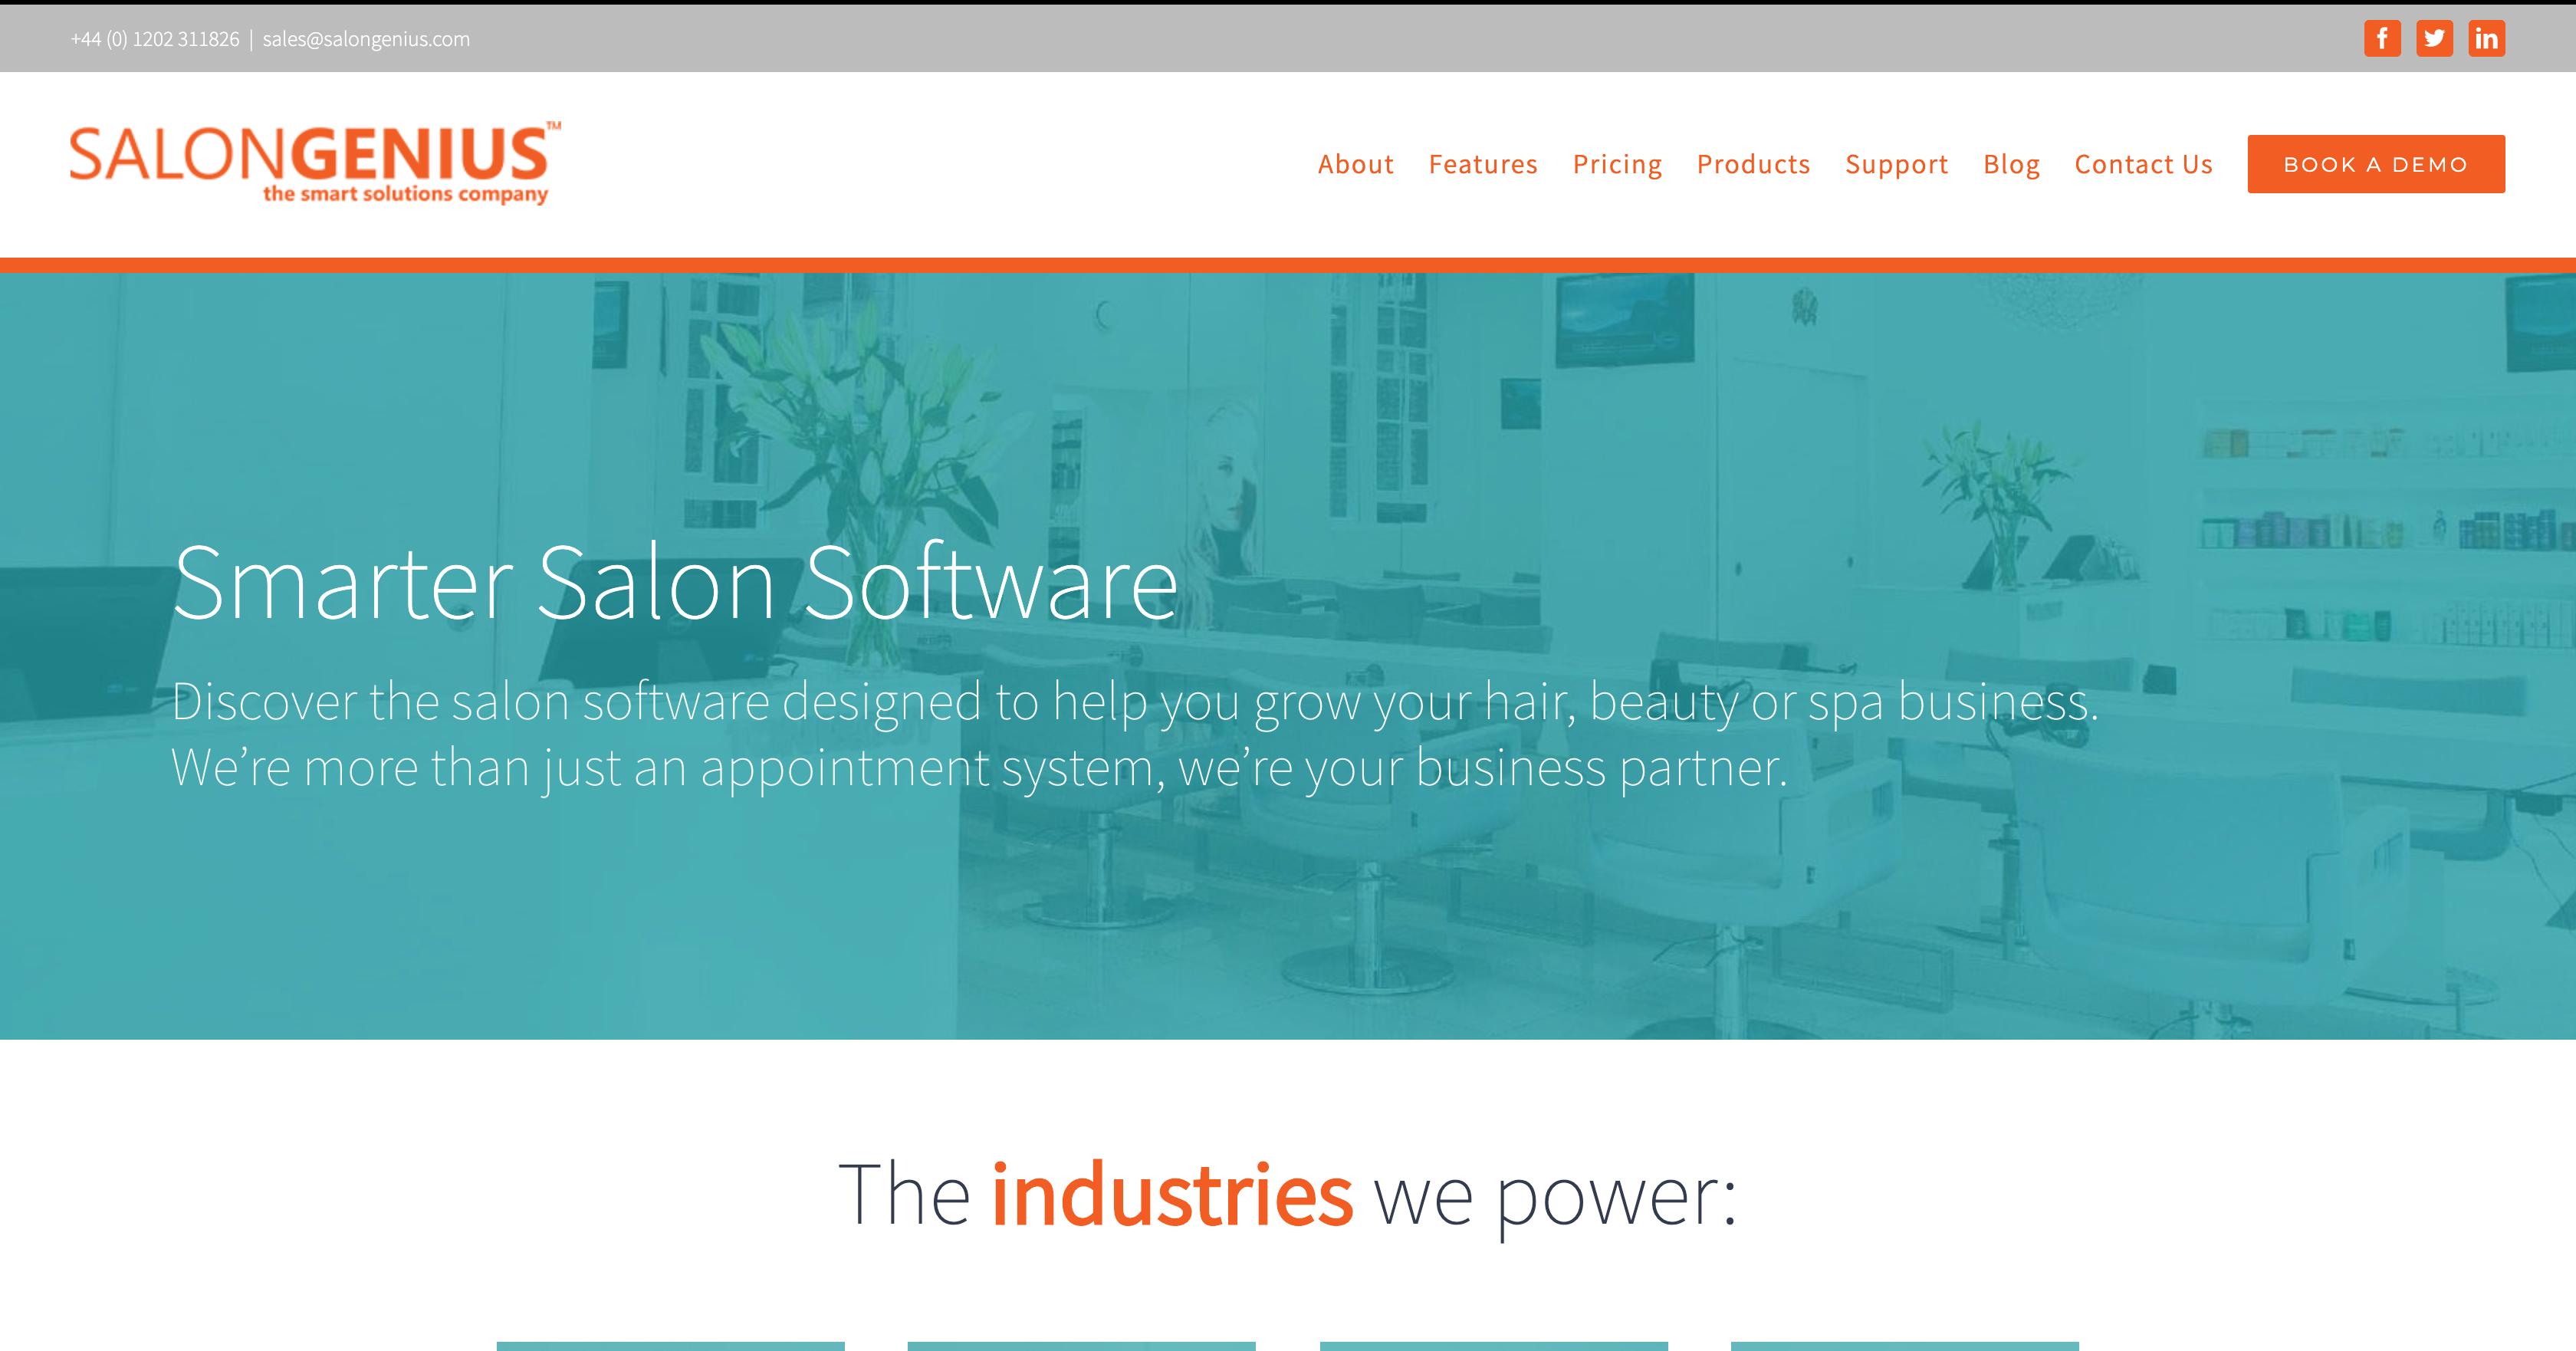 +44 (0) 1202 311826 | sales@salongenius.com
SALONGENIUS™
the smart solutions company
About Features Pricing Products Support Blog Contact Us BOOK A DEMO
Smarter Salon Software
Discover the salon software designed to help you grow your hair, beauty or spa business.
We’re more than just an appointment system, we’re your business partner.
The industries we power: